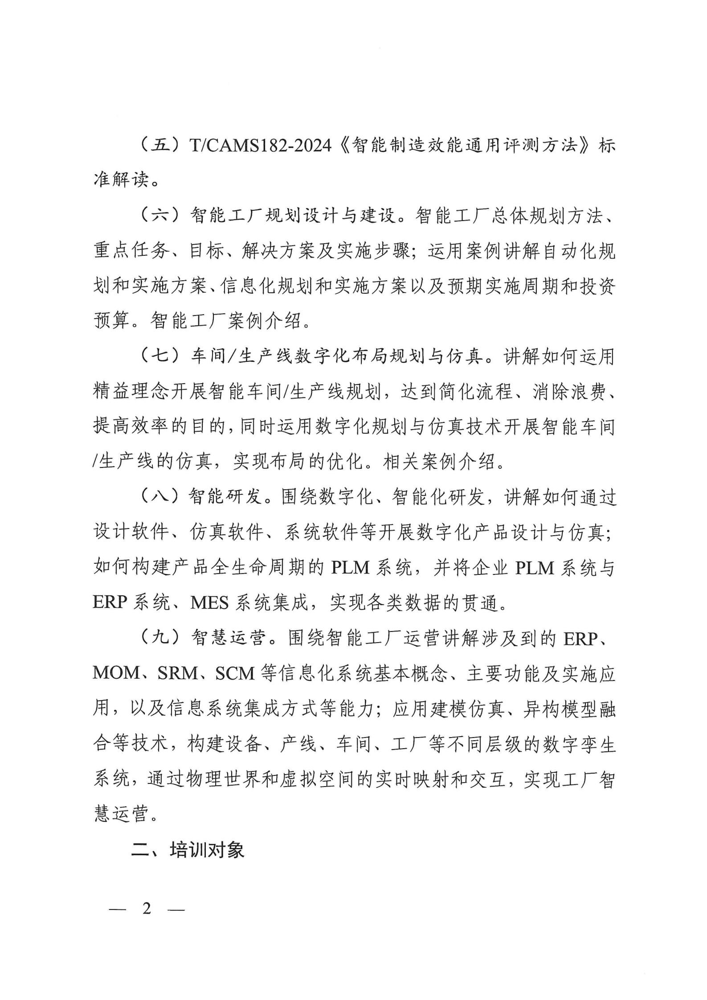 （五）T/CAMS182-2024《智能制造效能通用评测方法》标
准解读。
（六）智能工厂规划设计与建设。智能工厂总体规划方法、
重点任务、目标、解决方案及实施步骤；运用案例讲解自动化规
划和实施方案、信息化规划和实施方案以及预期实施周期和投资
预算。智能工厂案例介绍。
（七）车间/生产线数字化布局规划与仿真。讲解如何运用
精益理念开展智能车间/生产线规划，达到简化流程、消除浪费、
提高效率的目的，同时运用数字化规划与仿真技术开展智能车间
/生产线的仿真，实现布局的优化。相关案例介绍。
（八）智能研发。围绕数字化、智能化研发，讲解如何通过
设计软件、仿真软件、系统软件等开展数字化产品设计与仿真；
如何构建产品全生命周期的 PLM 系统，并将企业 PLM 系统与
ERP 系统、MES 系统集成，实现各类数据的贯通。
（九）智慧运营。围绕智能工厂运营讲解涉及到的 ERP、
MOM、SRM、SCM 等信息化系统基本概念、主要功能及实施应
用，以及信息系统集成方式等能力；应用建模仿真、异构模型融
合等技术，构建设备、产线、车间、工厂等不同层级的数字孪生
系统，通过物理世界和虚拟空间的实时映射和交互，实现工厂智
慧运营。
二、培训对象
— 2 —